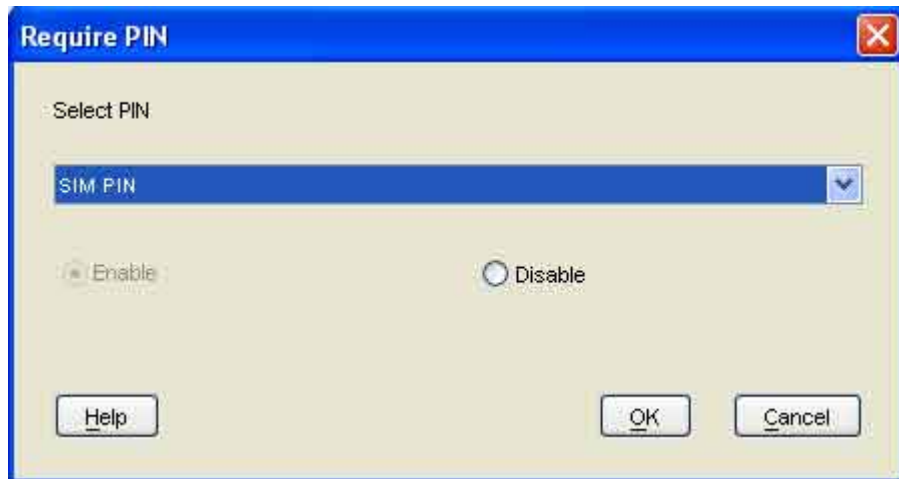 Require PIN
Select PIN
SIM PIN
Enable
Disable
Help
OK
Cancel